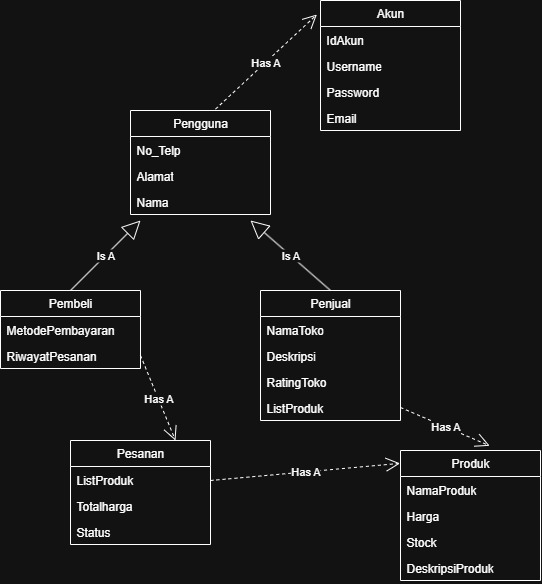 Akun
IdAkun
Username
Password
Email
Has A
Pengguna
No_Telp
Alamat
Nama
Is A
Is A
Pembeli
MetodePembayaran
RiwayatPesanan
Penjual
NamaToko
Deskripsi
RatingToko
ListProduk
Has A
Has A
Pesanan
ListProduk
Totalharga
Status
Has A
Produk
NamaProduk
Harga
Stock
DeskripsiProduk